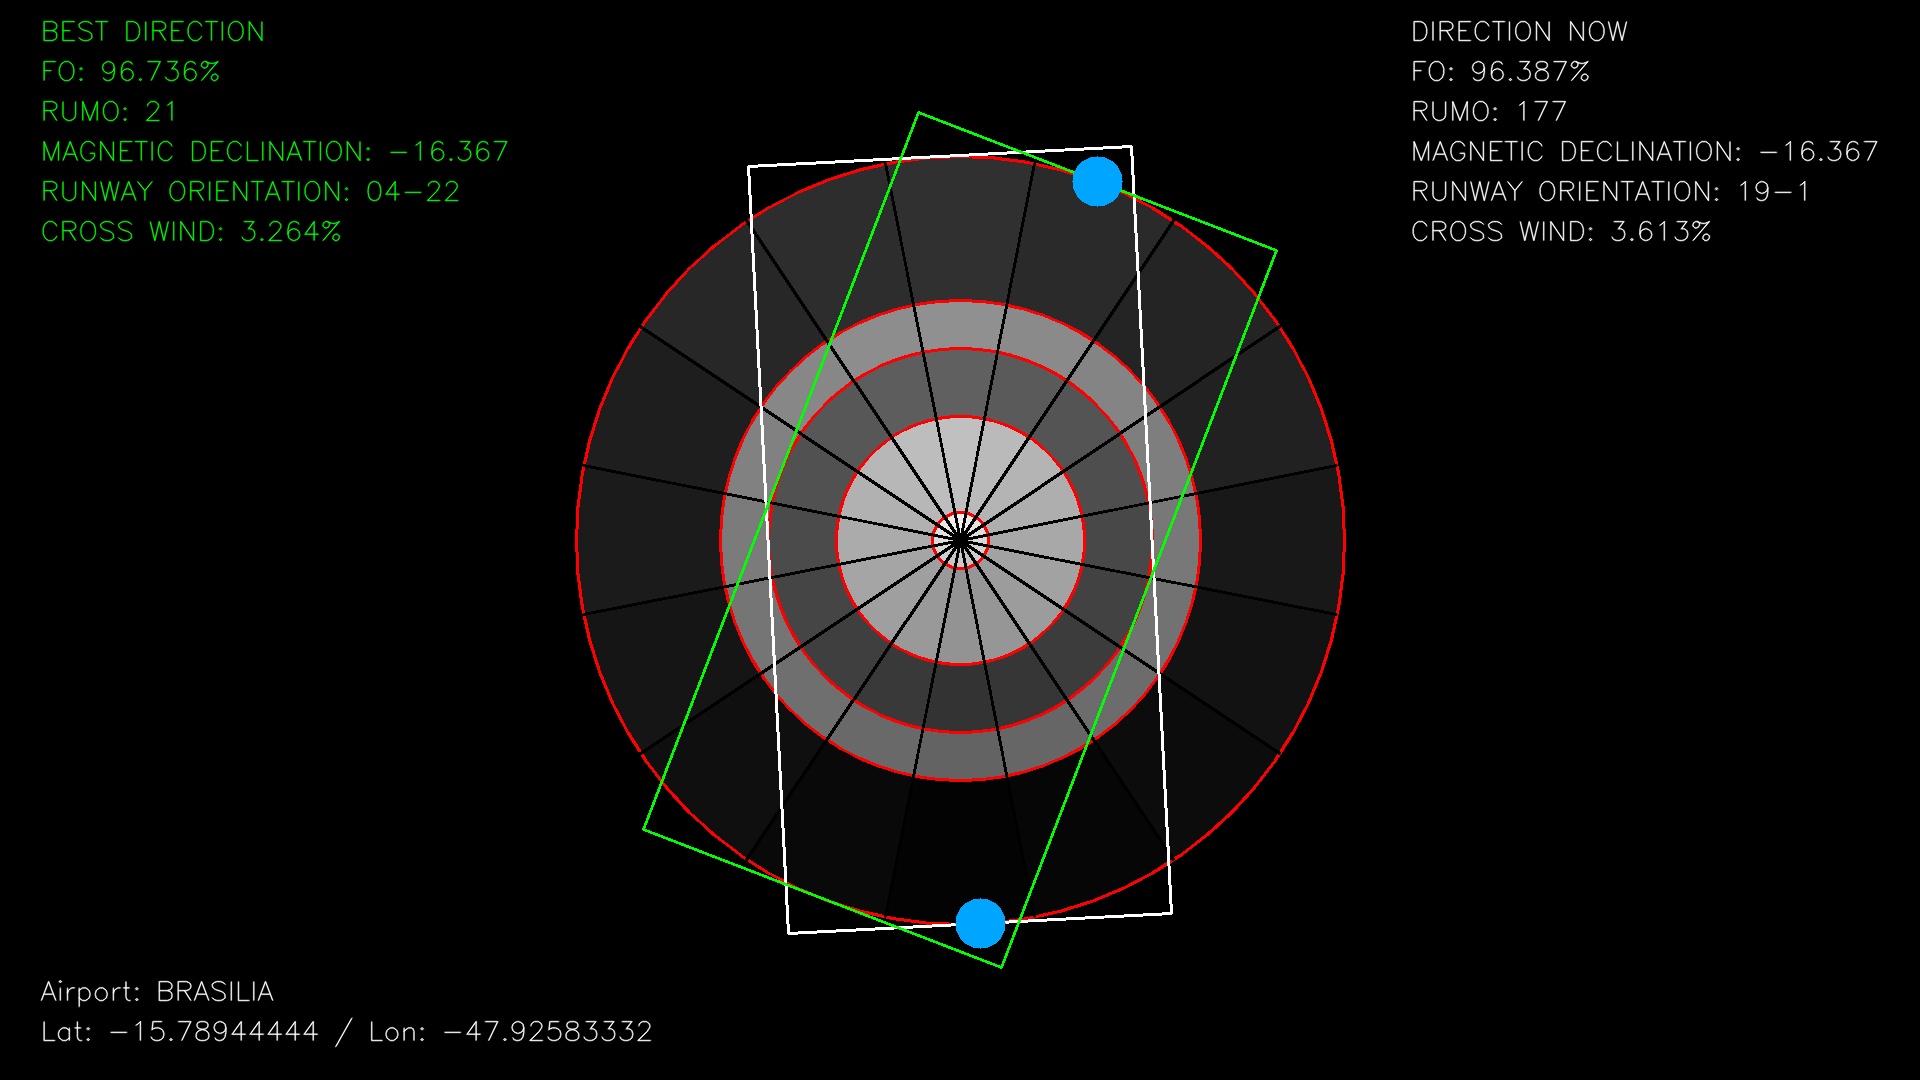 BEST DIRECTION
FO: 96.736%
RUMO: 21
MAGNETIC DECLINATION: -16.367
RUNWAY ORIENTATION: 04-22
CROSS WIND: 3.264%
DIRECTION NOW
FO: 96.387%
RUMO: 177
MAGNETIC DECLINATION: -16.367
RUNWAY ORIENTATION: 19-1
CROSS WIND: 3.613%
Airport: BRASILIA
Lat: -15.78944444 / Lon: -47.92583332